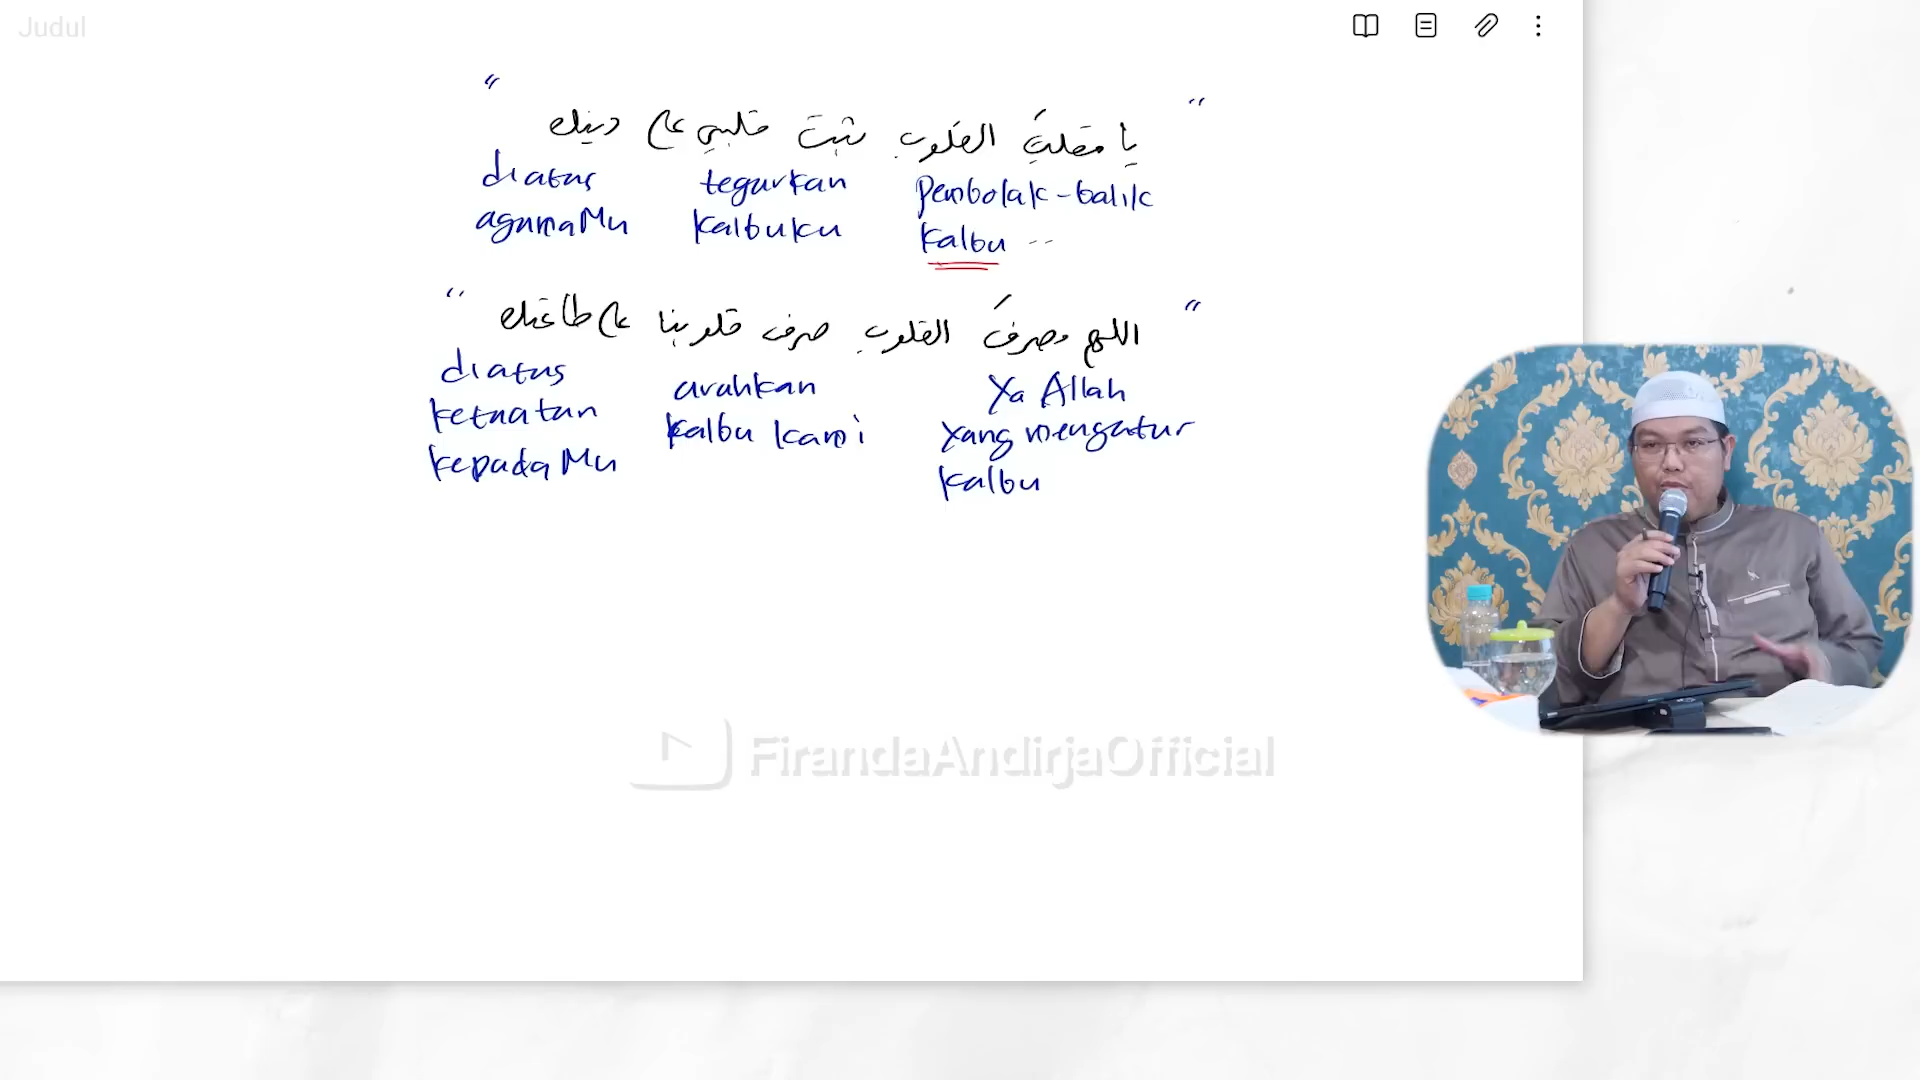 Judul
"يا مقلبَ القلوب ثبت قلبي على دينك"
Pembolak-balik tegurkan diatas
kalbu -- kalbuku agamaMu
"اللهم مصرفَ القلوب صرف قلوبنا على طاعتك"
Ya Allah arahkan diatas
yang mengatur kalbu kami ketaatan
kalbu kepadaMu
FirandaAndirjaOfficial